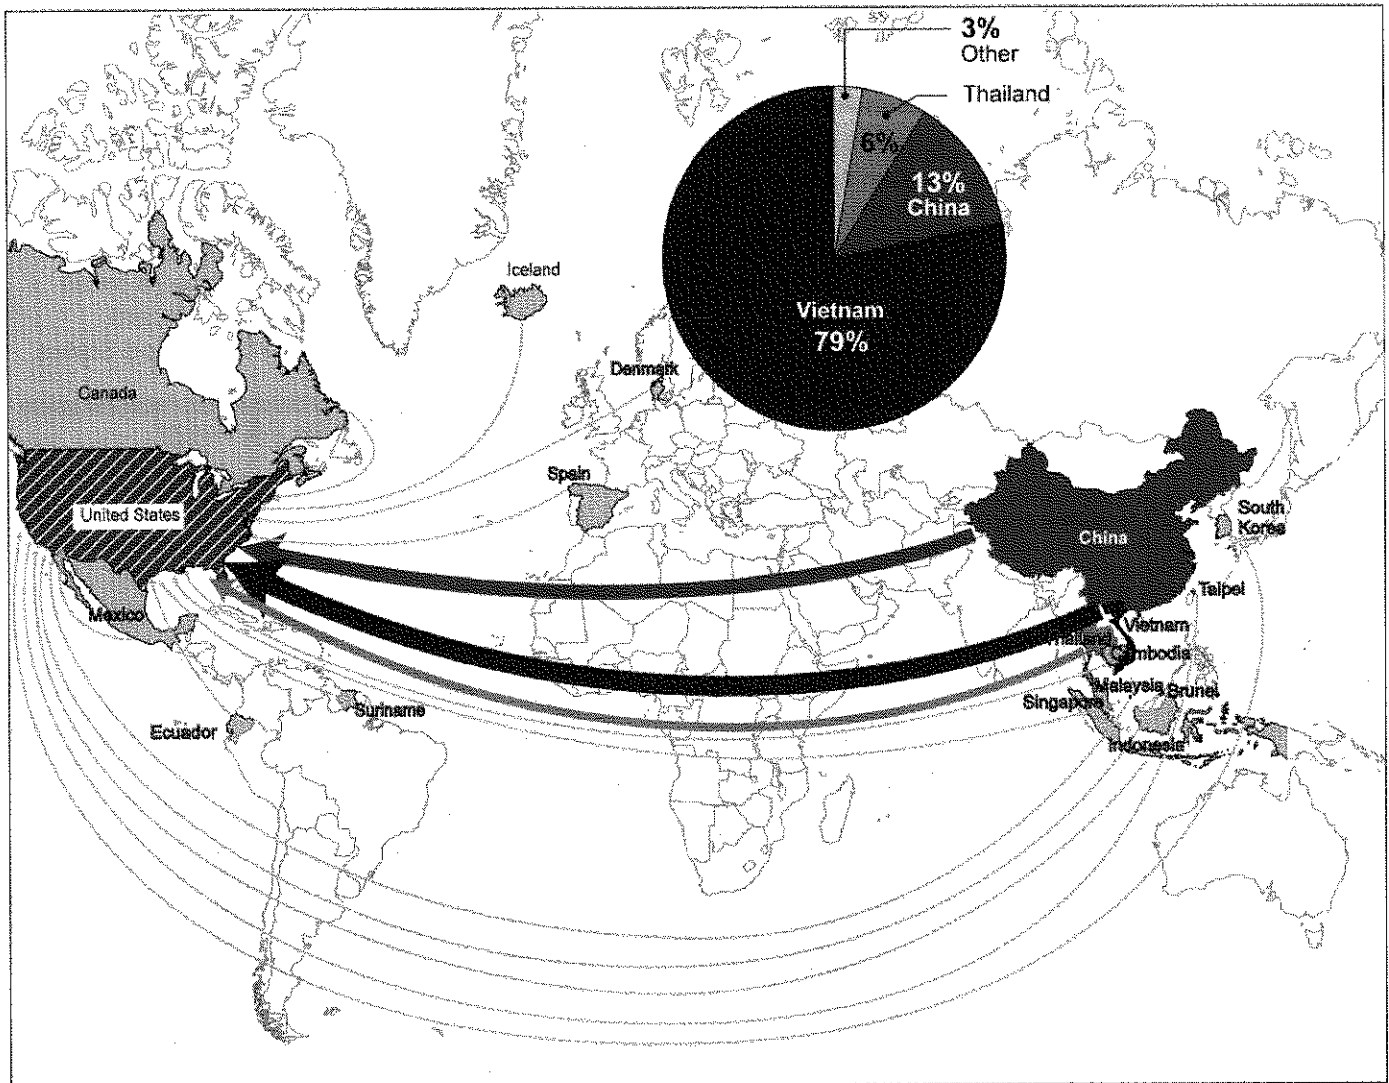 3%
Other
Thailand
6%
13%
China
Vietnam
79%
Iceland
Denmark
Canada
Spain
United States
South
Korea
China
Taipei
Mexico
Vietnam
Thailand
Cambodia
Malaysia
Brunei
Singapore
Suriname
Ecuador
Indonesia